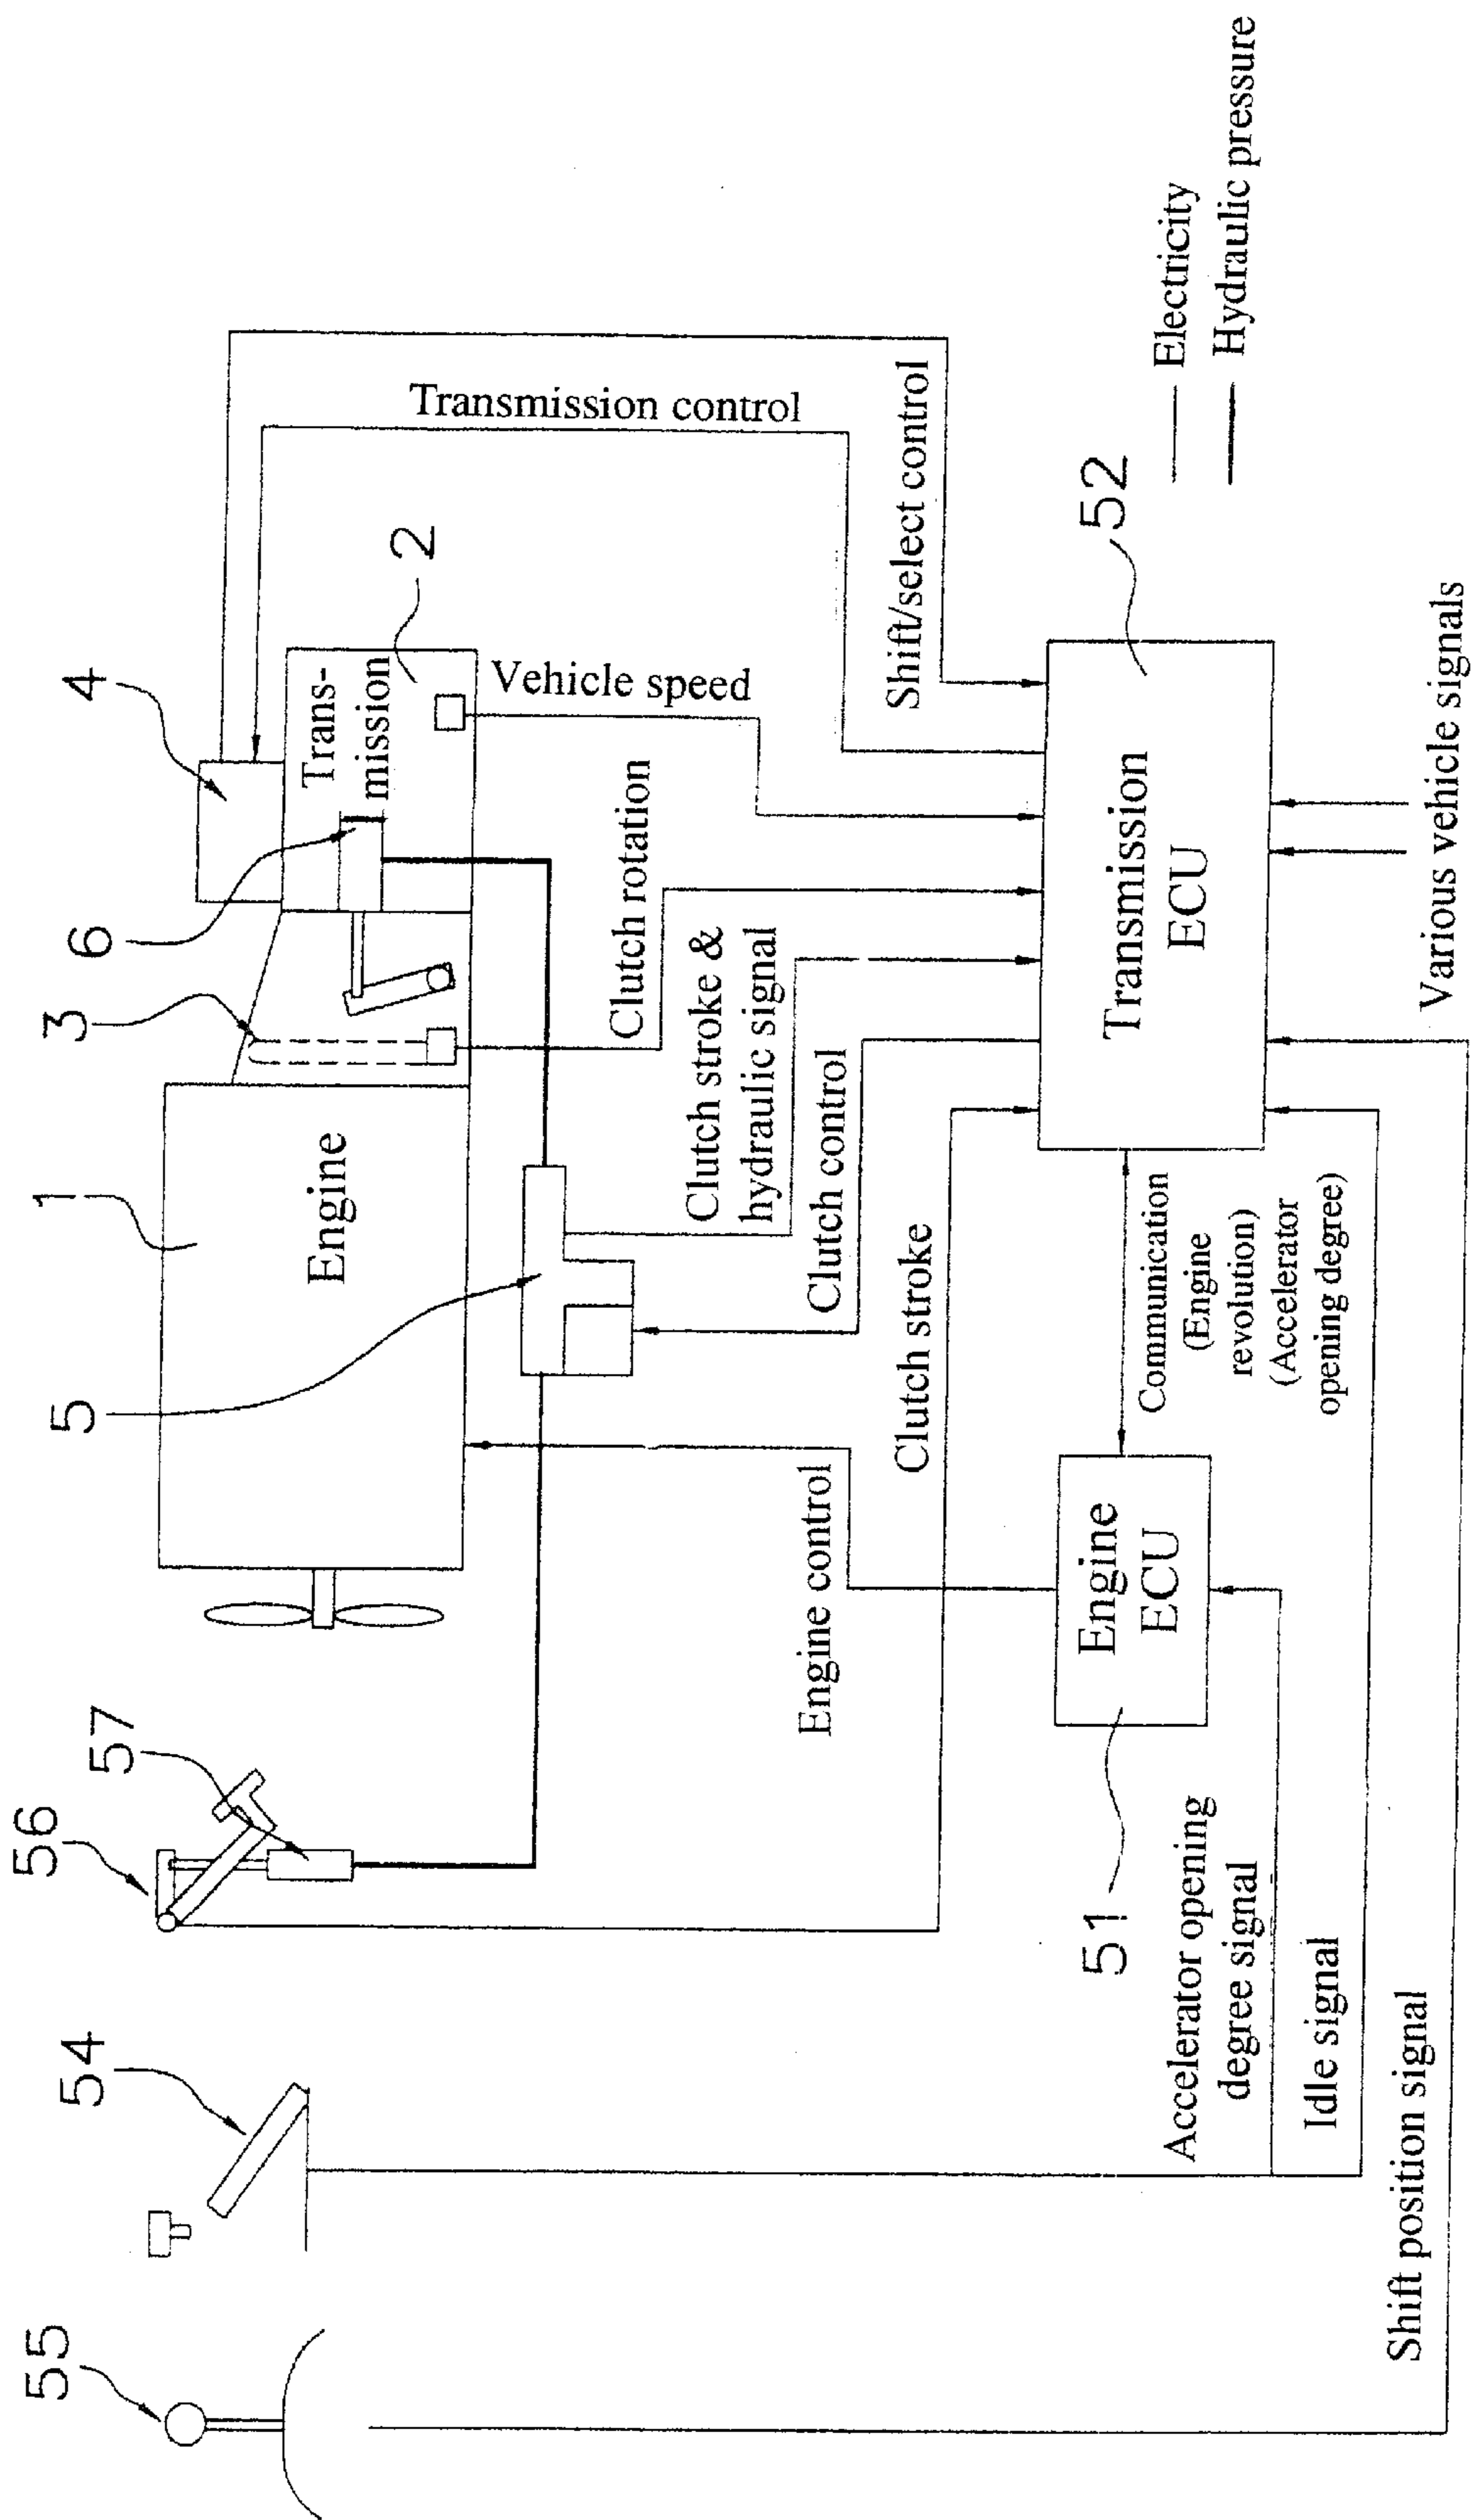 55
54
56
57
1
3
6
4
5
2
Engine
Trans-
mission
Vehicle speed
Transmission control
Clutch rotation
Clutch stroke &
hydraulic signal
Clutch control
Shift/select control
Engine control
Clutch stroke
Engine
ECU
51
Communication
(Engine
revolution)
(Accelerator
opening degree)
Transmission
ECU
52
Electricity
Hydraulic pressure
Accelerator opening
degree signal
Idle signal
Shift position signal
Various vehicle signals